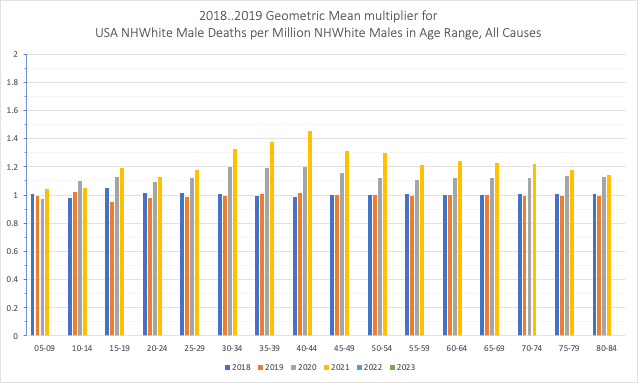 2018..2019 Geometric Mean multiplier for
USA NHWhite Male Deaths per Million NHWhite Males in Age Range, All Causes
2
1.8
1.6
1.4
1.2
1
0.8
0.6
0.4
0.2
0
05-09 10-14 15-19 20-24 25-29 30-34 35-39 40-44 45-49 50-54 55-59 60-64 65-69 70-74 75-79 80-84
2018 2019 2020 2021 2022 2023